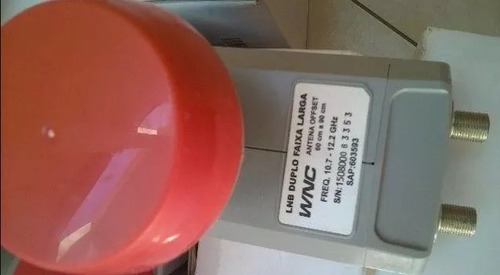 LNB DUPLO FAIXA LARGA
WNC
ANTENA OFFSET
60 cm a 90 cm
FREQ. 10.7 - 12.2 GHz
S/N:1508000 6 3 3 5 3
SAP:603593